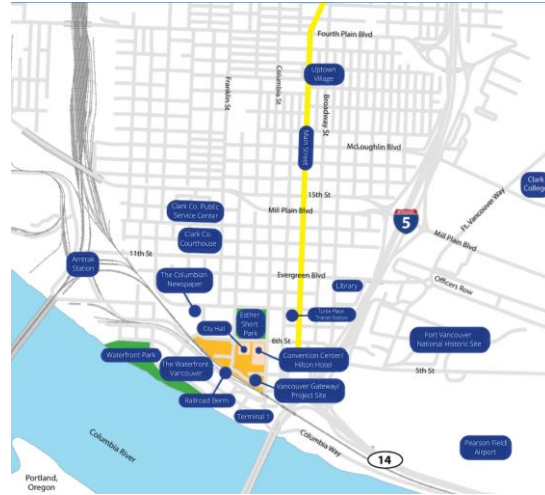 Fourth Plain Blvd
Uptown
Village
Franklin St
Columbia St
Broadway St.
Main Street
McLoughlin Blvd
Clark
College
15th St
Mill Plain Blvd
Clark Co. Public
Service Center
Ft. Vancouver Way
5
Clark Co.
Courthouse
Mill Plain Blvd
11th St
Amtrak
Station
Evergreen Blvd
The Columbian
Newspaper
Library
Officers Row
Esther
Short
Park
Turtle Place
Transit Station
City Hall
6th St
Fort Vancouver
National Historic Site
Waterfront Park
The Waterfront
Vancouver
Convention Center/
Hilton Hotel
5th St
Vancouver Gateway/
Project Site
Railroad Berm
Terminal 1
Columbia River
Columbia Way
14
Pearson Field
Airport
Portland,
Oregon